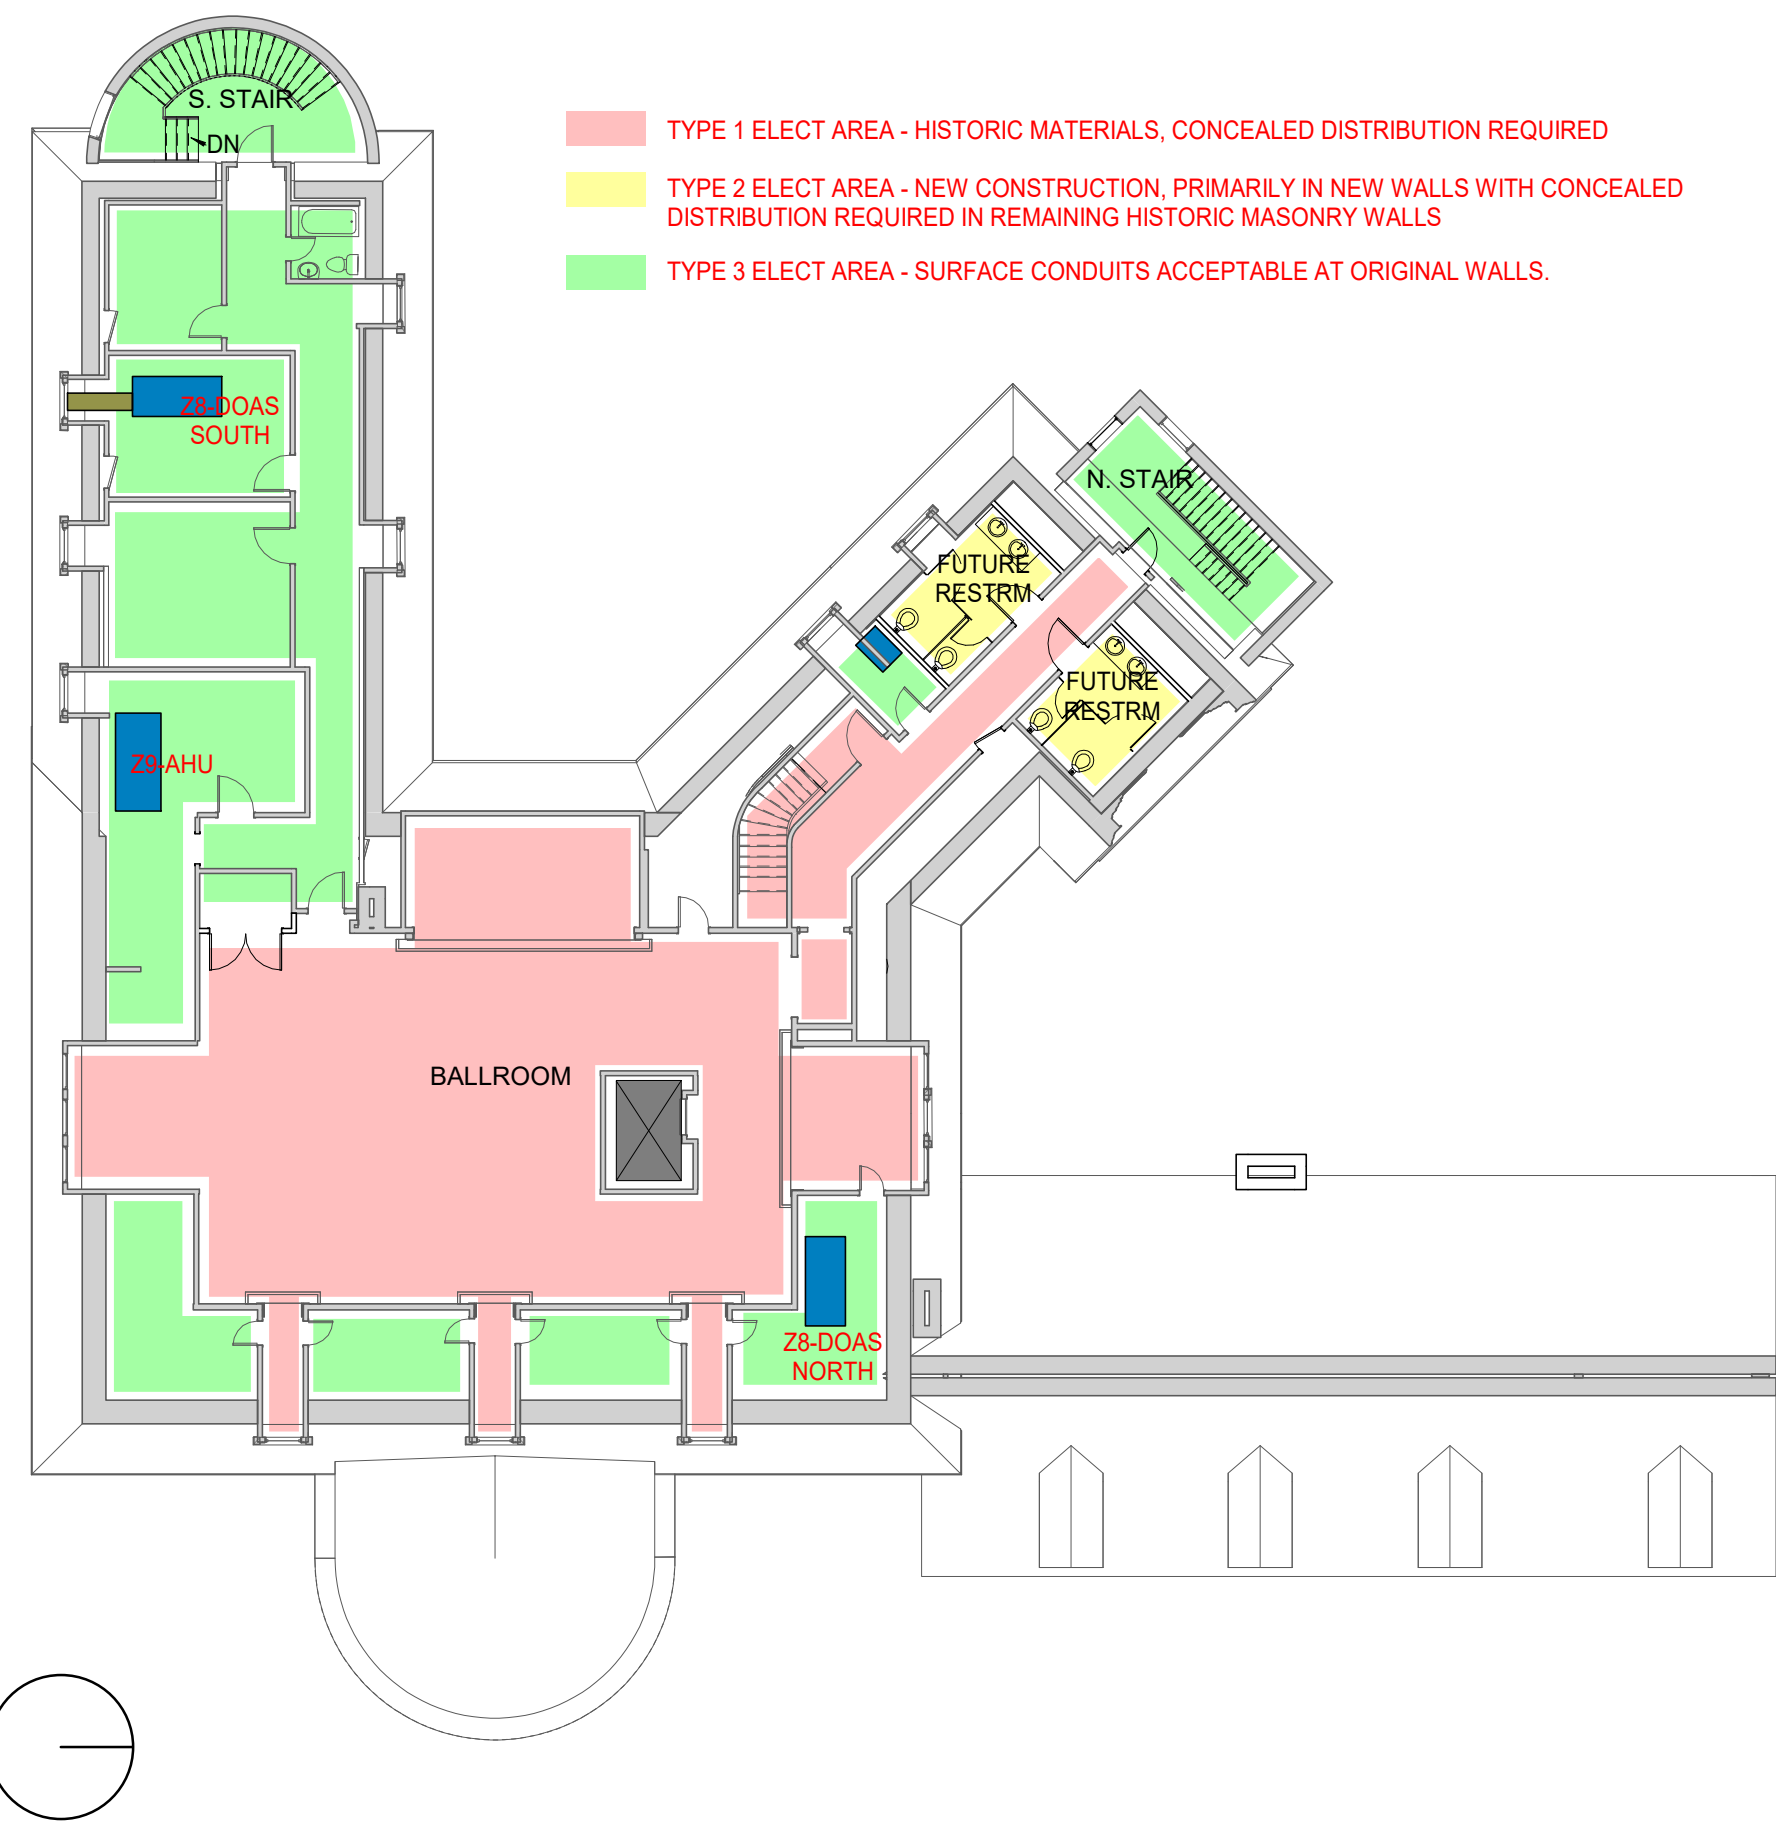 S. STAIR
DN
TYPE 1 ELECT AREA - HISTORIC MATERIALS, CONCEALED DISTRIBUTION REQUIRED
TYPE 2 ELECT AREA - NEW CONSTRUCTION, PRIMARILY IN NEW WALLS WITH CONCEALED
DISTRIBUTION REQUIRED IN REMAINING HISTORIC MASONRY WALLS
TYPE 3 ELECT AREA - SURFACE CONDUITS ACCEPTABLE AT ORIGINAL WALLS.
Z8-DOAS
SOUTH
N. STAIR
FUTURE
RESTRM
FUTURE
RESTRM
Z9-AHU
BALLROOM
Z8-DOAS
NORTH